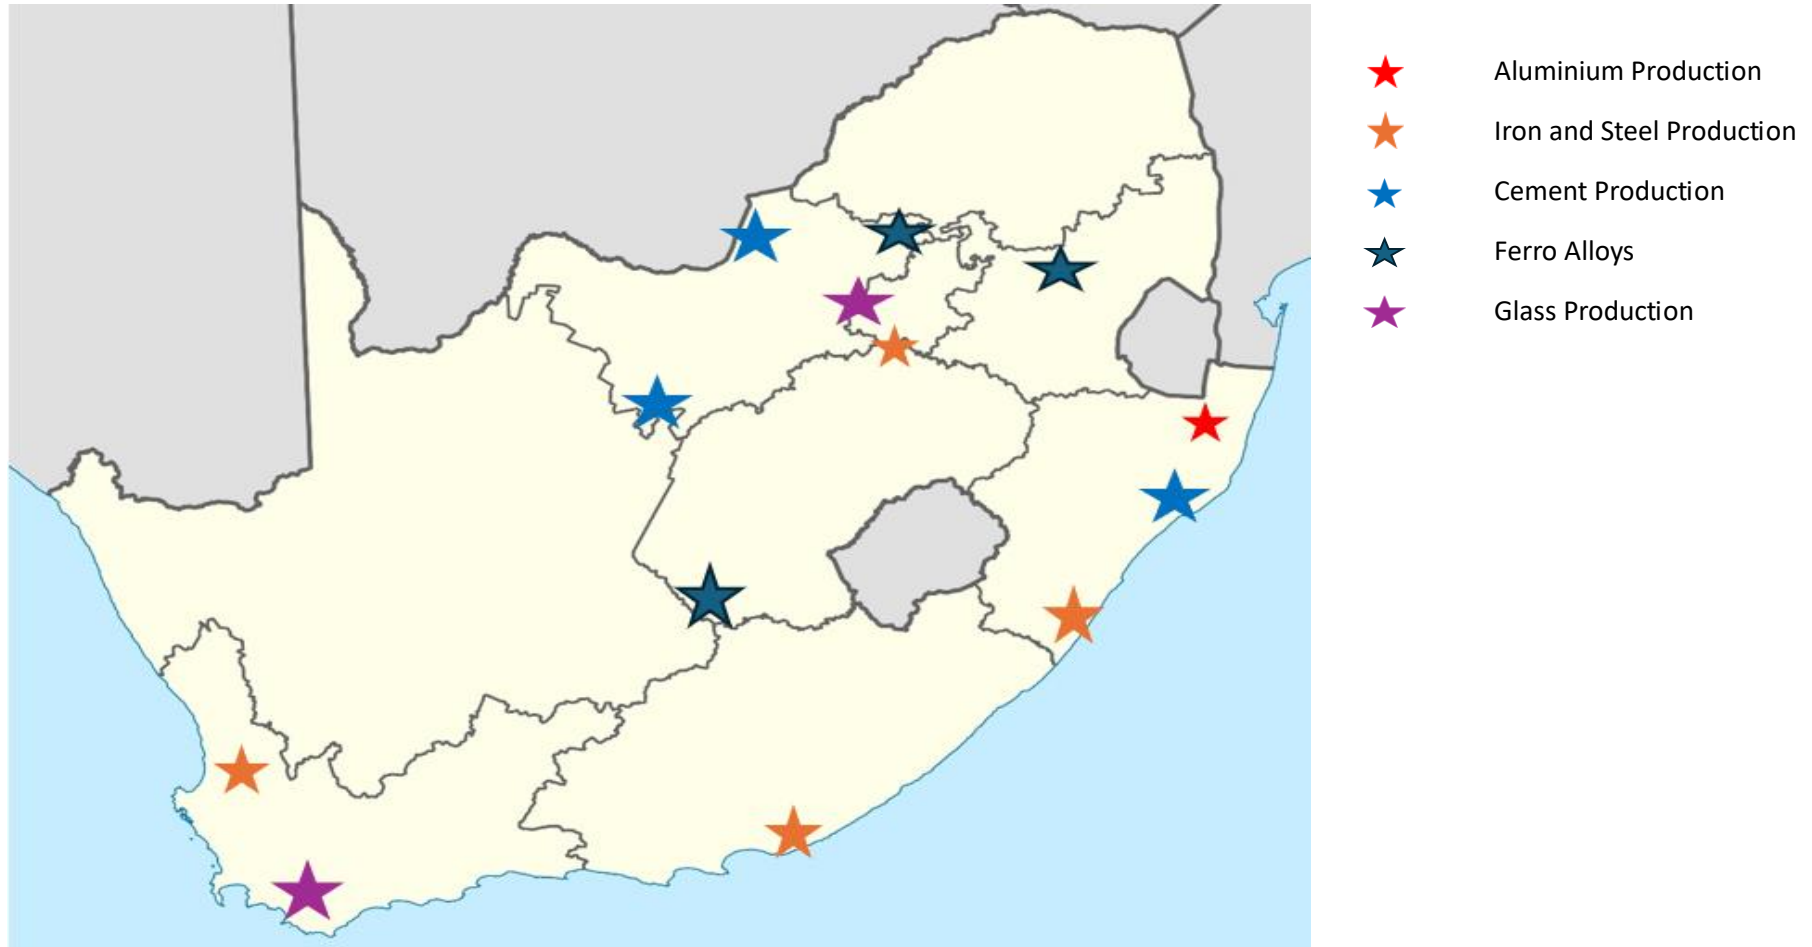 Aluminium Production
Iron and Steel Production
Cement Production
Ferro Alloys
Glass Production